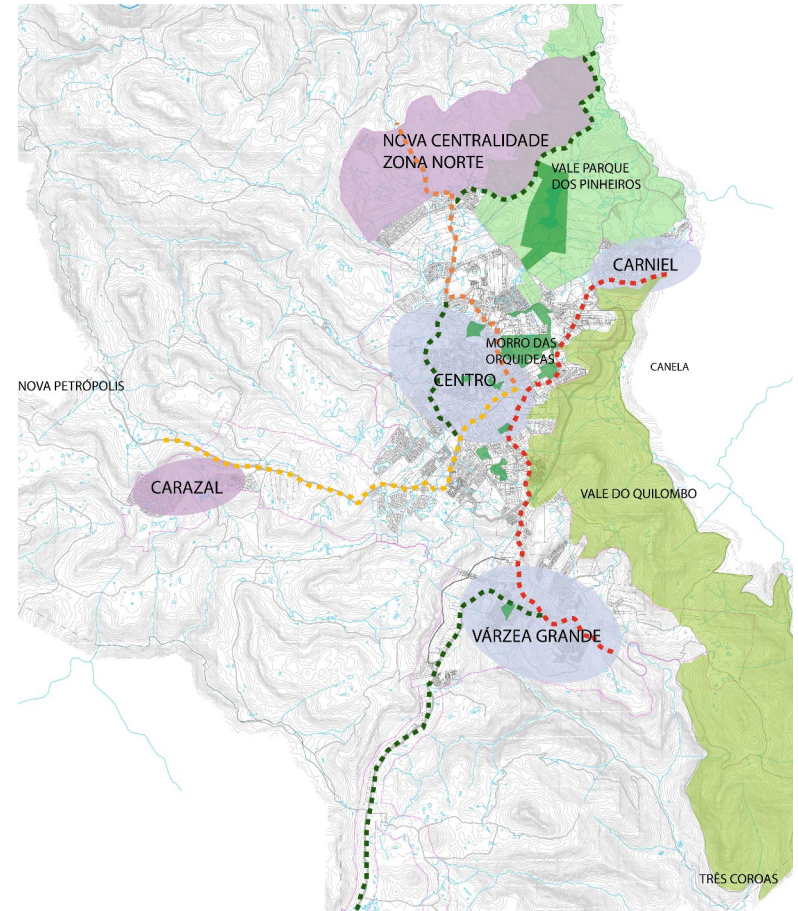 NOVA CENTRALIDADE
ZONA NORTE
VALE PARQUE
DOS PINHEIROS
CARNIEL
MORRO DAS
ORQUIDEAS
CANELA
CENTRO
NOVA PETRÓPOLIS
CARAZAL
VALE DO QUILOMBO
VÁRZEA GRANDE
TRÊS COROAS